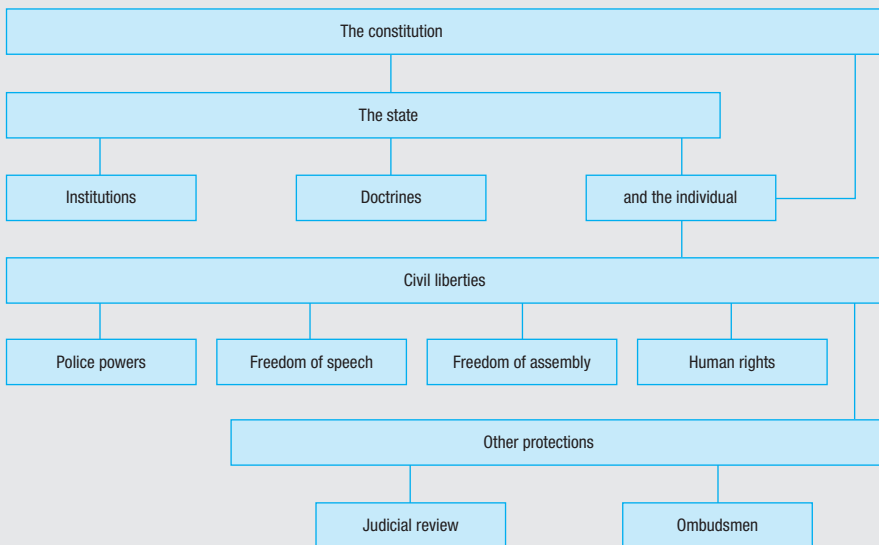 The constitution
The state
Institutions
Doctrines
and the individual
Civil liberties
Police powers
Freedom of speech
Freedom of assembly
Human rights
Other protections
Judicial review
Ombudsmen